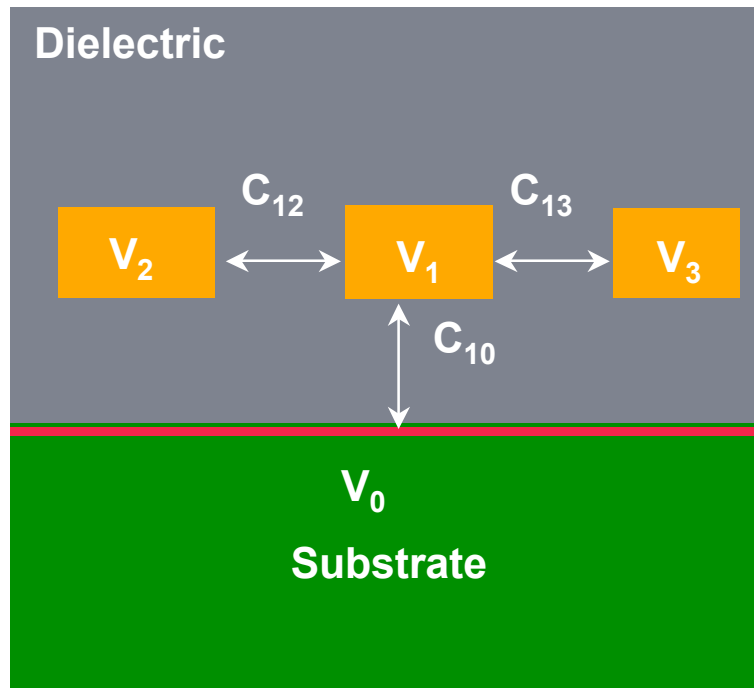 Dielectric
C₁₂ C₁₃
V₂ V₁ V₃
C₁₀
V₀
Substrate